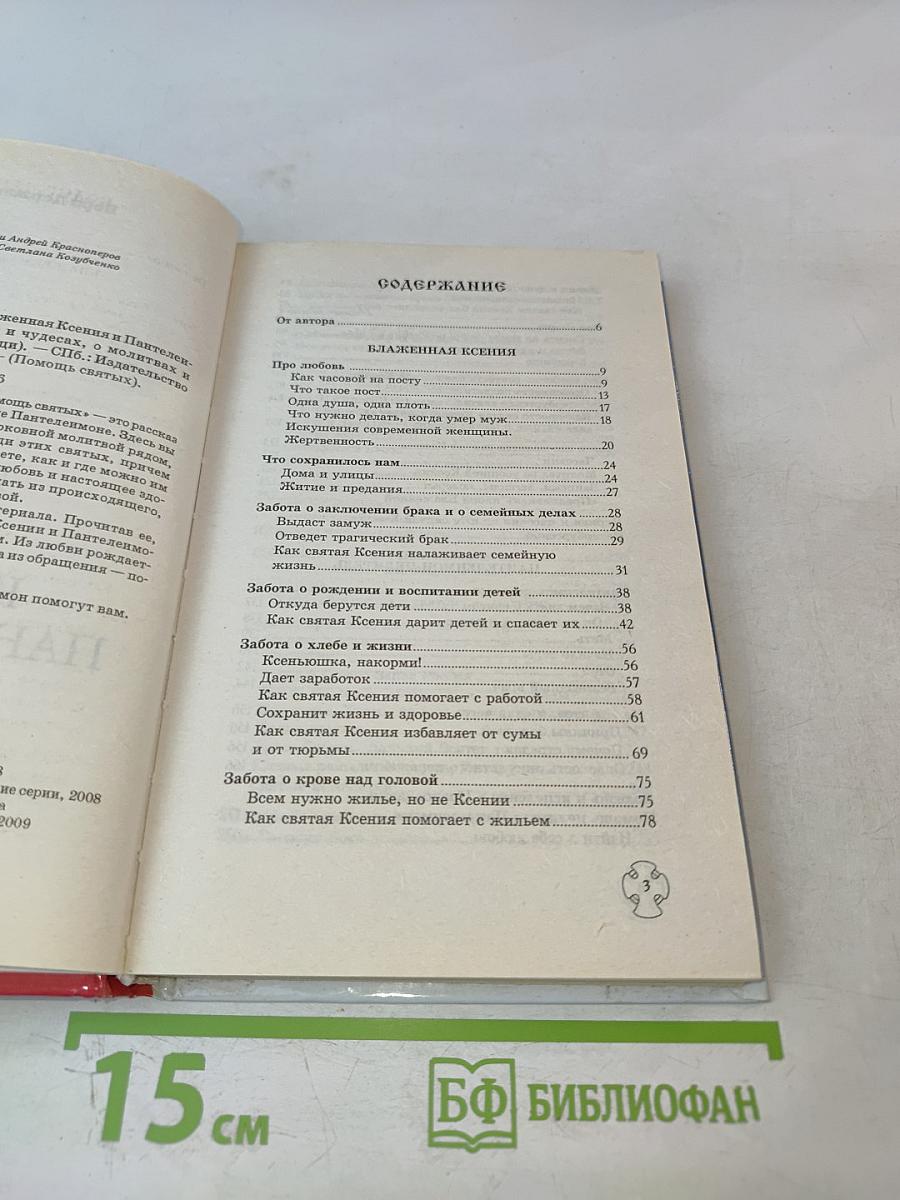 и Андрей Красноперов
Светлана Козубченко
женная Ксения и Пантелеи-
и чудесах, о молитвах и
щи). — СПб.: Издательство
— (Помощь святых).
мощь святых» — это рассказ
не Пантелеимоне. Здесь вы
рковной молитвой рядом,
щи этих святых, причем
ете, как и где можно им
любовь и настоящее здо-
ать из происходящего,
вой.
териала. Прочитав ее,
Ксении и Пантелеимо-
м. Из любви рождает-
а из обращения — по-
мон помогут вам.
8
ие серии, 2008
а
2009
СОДЕРЖАНИЕ
От автора 6
БЛАЖЕННАЯ КСЕНИЯ
Про любовь 9
Как часовой на посту 9
Что такое пост 13
Одна душа, одна плоть 17
Что нужно делать, когда умер муж 18
Искушения современной женщины.
Жертвенность 20
Что сохранилось нам 24
Дома и улицы 24
Житие и предания 27
Забота о заключении брака и о семейных делах 28
Выдаст замуж 28
Отведет трагический брак 29
Как святая Ксения налаживает семейную
жизнь 31
Забота о рождении и воспитании детей 38
Откуда берутся дети 38
Как святая Ксения дарит детей и спасает их 42
Забота о хлебе и жизни 56
Ксеньюшка, накорми! 56
Дает заработок 57
Как святая Ксения помогает с работой 58
Сохранит жизнь и здоровье 61
Как святая Ксения избавляет от сумы
и от тюрьмы 69
Забота о крове над головой 75
Всем нужно жилье, но не Ксении 75
Как святая Ксения помогает с жильем 78
3
15 см
БФ БИБЛИОФАН